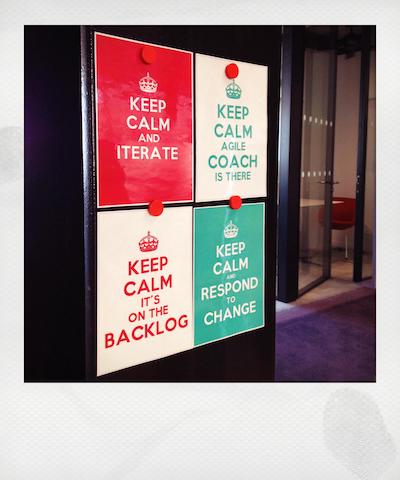 KEEP
CALM
AND
ITERATE
KEEP
CALM
AGILE
COACH
IS THERE
KEEP
CALM
IT'S
ON THE
BACKLOG
KEEP
CALM
AND
RESPOND
TO
CHANGE